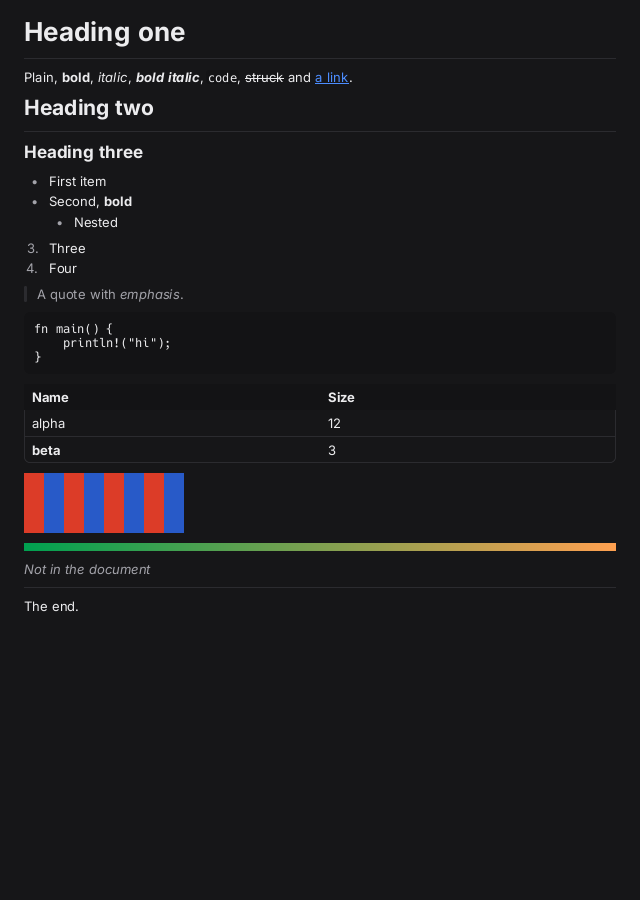 Heading one
Plain, bold, italic, bold italic, code, struck and a link.
Heading two
Heading three
• First item
• Second, bold
• Nested
3. Three
4. Four
A quote with emphasis.
fn main() {
    println!("hi");
}
Name Size
alpha 12
beta 3
Not in the document
The end.